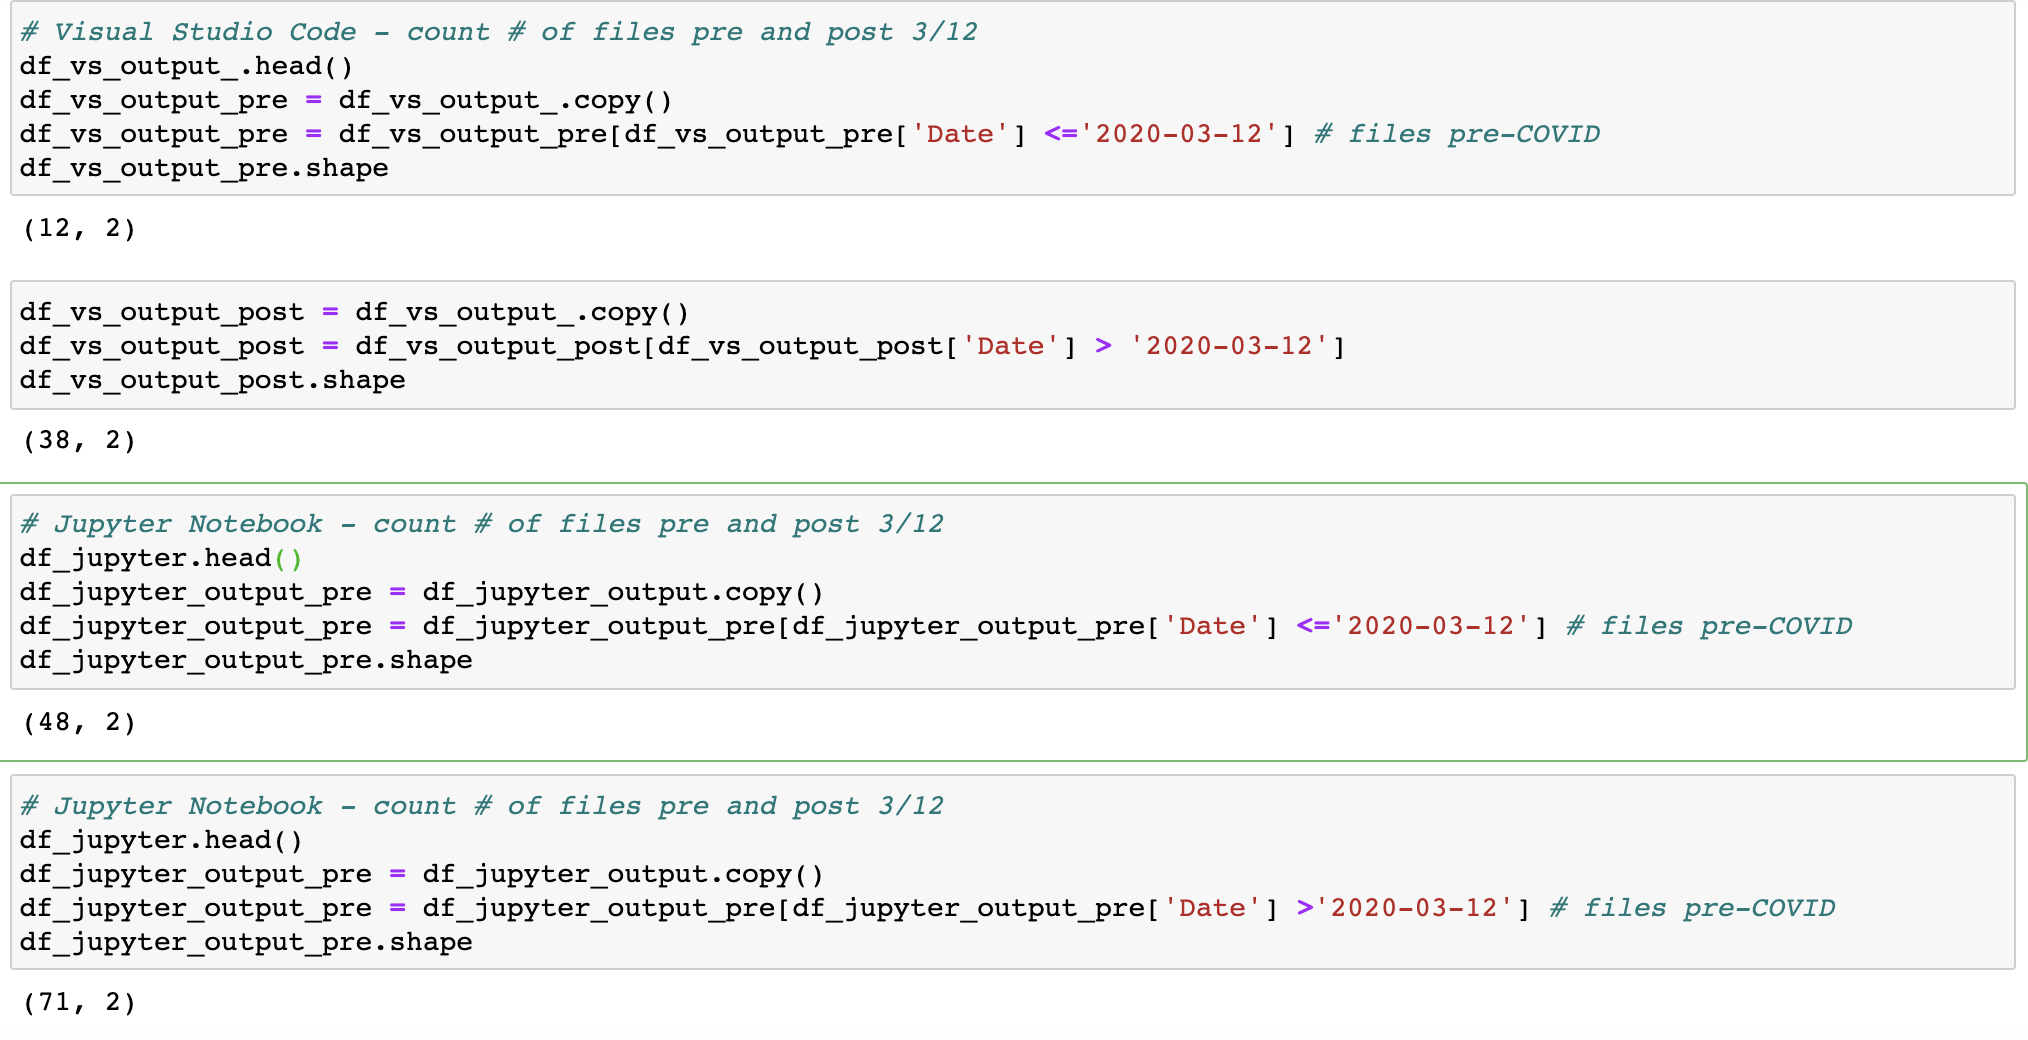 # Visual Studio Code - count # of files pre and post 3/12
df_vs_output_.head()
df_vs_output_pre = df_vs_output_.copy()
df_vs_output_pre = df_vs_output_pre[df_vs_output_pre['Date'] <='2020-03-12'] # files pre-COVID
df_vs_output_pre.shape
(12, 2)
df_vs_output_post = df_vs_output_.copy()
df_vs_output_post = df_vs_output_post[df_vs_output_post['Date'] > '2020-03-12']
df_vs_output_post.shape
(38, 2)
# Jupyter Notebook - count # of files pre and post 3/12
df_jupyter.head()
df_jupyter_output_pre = df_jupyter_output.copy()
df_jupyter_output_pre = df_jupyter_output_pre[df_jupyter_output_pre['Date'] <='2020-03-12'] # files pre-COVID
df_jupyter_output_pre.shape
(48, 2)
# Jupyter Notebook - count # of files pre and post 3/12
df_jupyter.head()
df_jupyter_output_pre = df_jupyter_output.copy()
df_jupyter_output_pre = df_jupyter_output_pre[df_jupyter_output_pre['Date'] >'2020-03-12'] # files pre-COVID
df_jupyter_output_pre.shape
(71, 2)